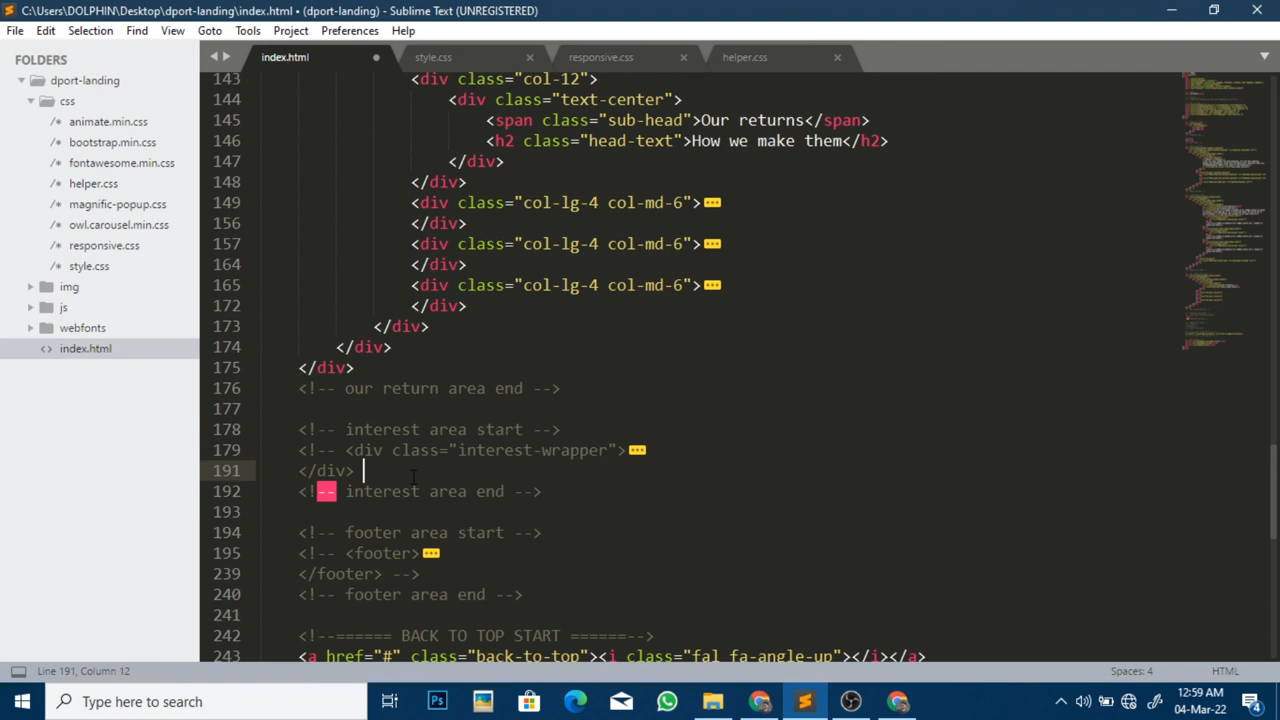 C:\Users\DOLPHIN\Desktop\dport-landing\index.html • (dport-landing) - Sublime Text (UNREGISTERED)
File Edit Selection Find View Goto Tools Project Preferences Help
FOLDERS
dport-landing
css
/* animate.min.css
/* bootstrap.min.css
/* fontawesome.min.css
/* helper.css
/* magnific-popup.css
/* owl.carousel.min.css
/* responsive.css
/* style.css
img
js
webfonts
<> index.html
index.html style.css responsive.css helper.css
143 <div class="col-12">
144 <div class="text-center">
145 <span class="sub-head">Our returns</span>
146 <h2 class="head-text">How we make them</h2>
147 </div>
148 </div>
149 <div class="col-lg-4 col-md-6">
156 </div>
157 <div class="col-lg-4 col-md-6">
164 </div>
165 <div class="col-lg-4 col-md-6">
172 </div>
173 </div>
174 </div>
175 </div>
176 <!-- our return area end -->
177
178 <!-- interest area start -->
179 <!-- <div class="interest-wrapper">
191 </div>
192 <!-- interest area end -->
193
194 <!-- footer area start -->
195 <!-- <footer>
239 </footer> -->
240 <!-- footer area end -->
241
242 <!--====== BACK TO TOP START ======-->
243 <a href="#" class="back-to-top"><i class="fal fa-angle-up"></i></a>
Line 191, Column 12 Spaces: 4 HTML
Type here to search
Ps
12:59 AM
04-Mar-22
4